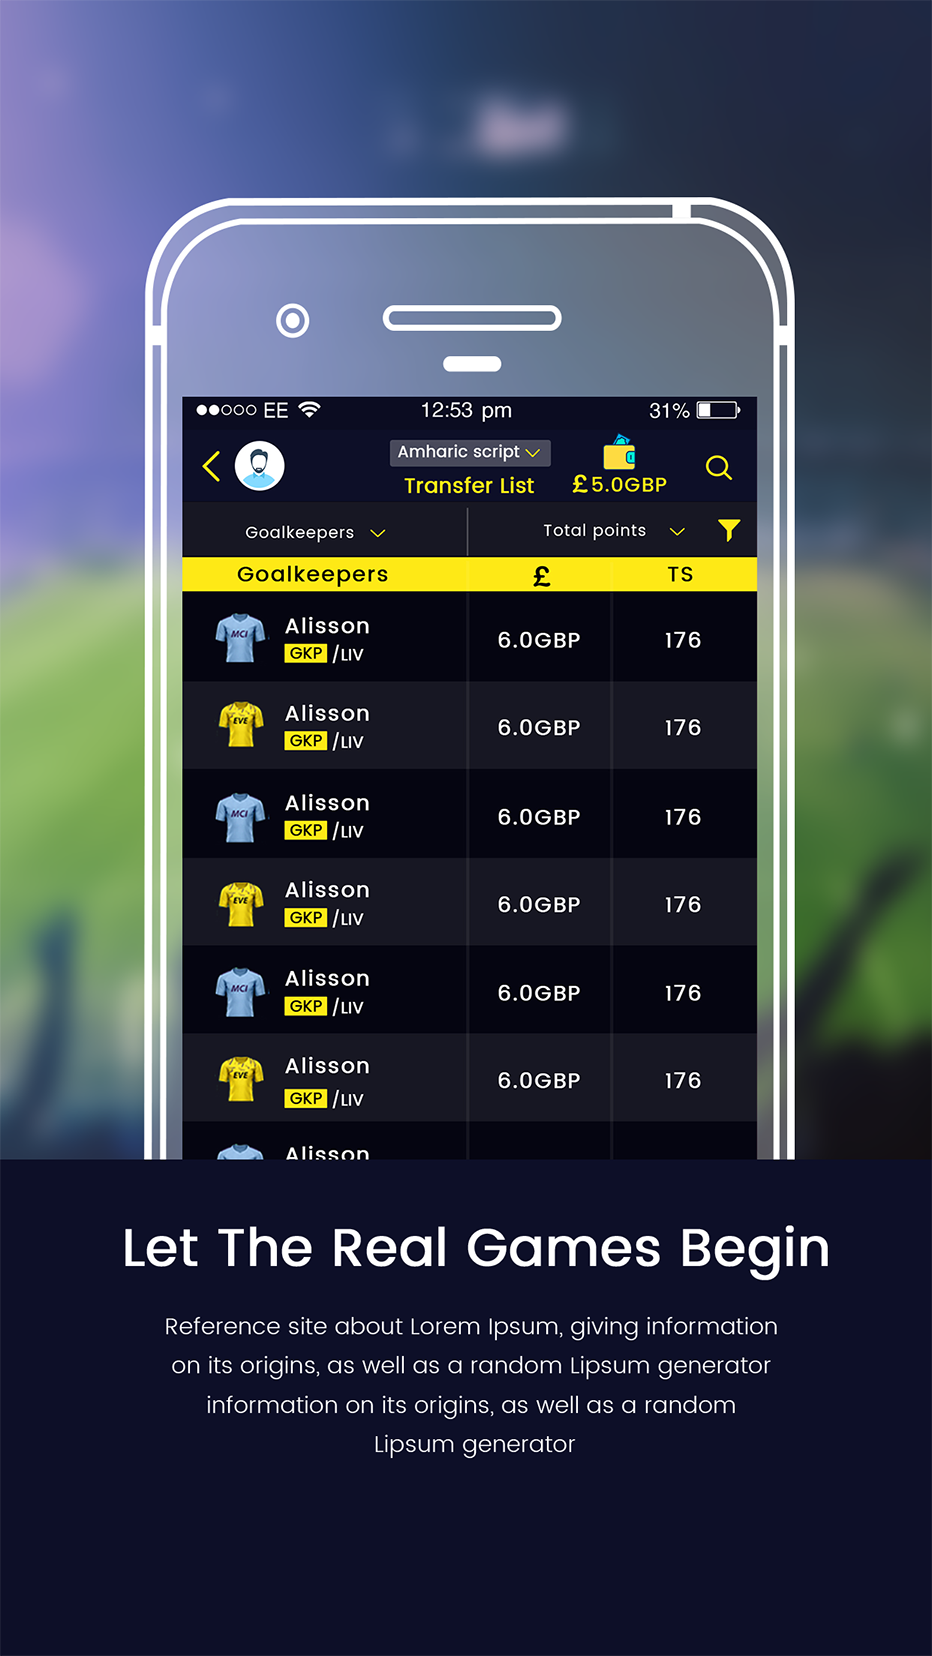 EE 12:53 pm 31%
Amharic script
Transfer List £5.0GBP
Goalkeepers Total points
Goalkeepers £ TS
MCI Alisson 6.0GBP 176
GKP /LIV
EVE Alisson 6.0GBP 176
GKP /LIV
MCI Alisson 6.0GBP 176
GKP /LIV
EVE Alisson 6.0GBP 176
GKP /LIV
MCI Alisson 6.0GBP 176
GKP /LIV
EVE Alisson 6.0GBP 176
GKP /LIV
Alisson
Let The Real Games Begin
Reference site about Lorem Ipsum, giving information
on its origins, as well as a random Lipsum generator
information on its origins, as well as a random
Lipsum generator